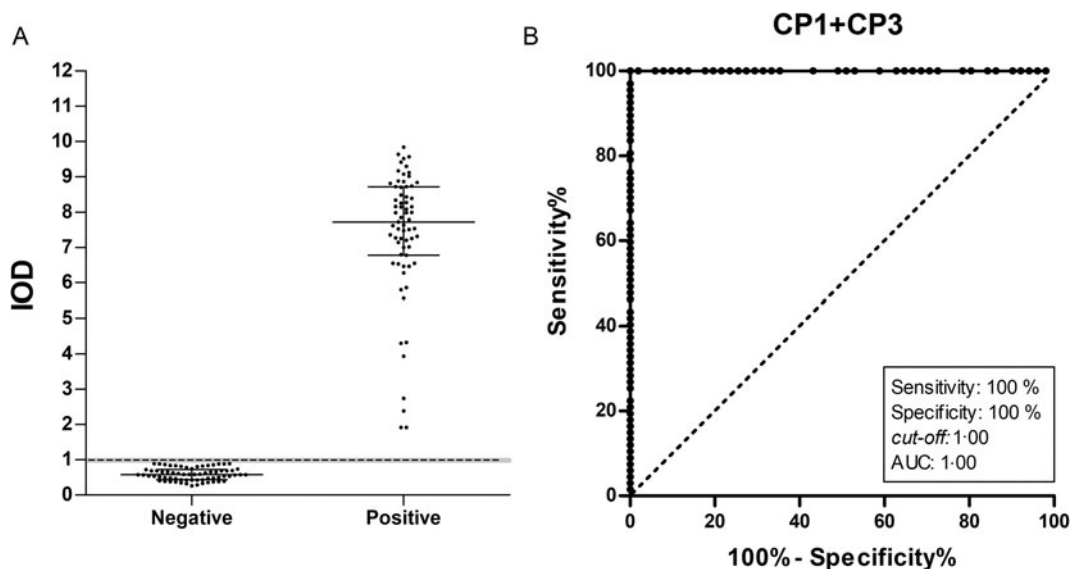 A
12
11
10
9
8
7
6
5
4
3
2
1
0
IOD
Negative Positive
B
CP1+CP3
100
80
60
40
20
0
Sensitivity%
Sensitivity: 100 %
Specificity: 100 %
cut-off: 1·00
AUC: 1·00
0 20 40 60 80 100
100% - Specificity%